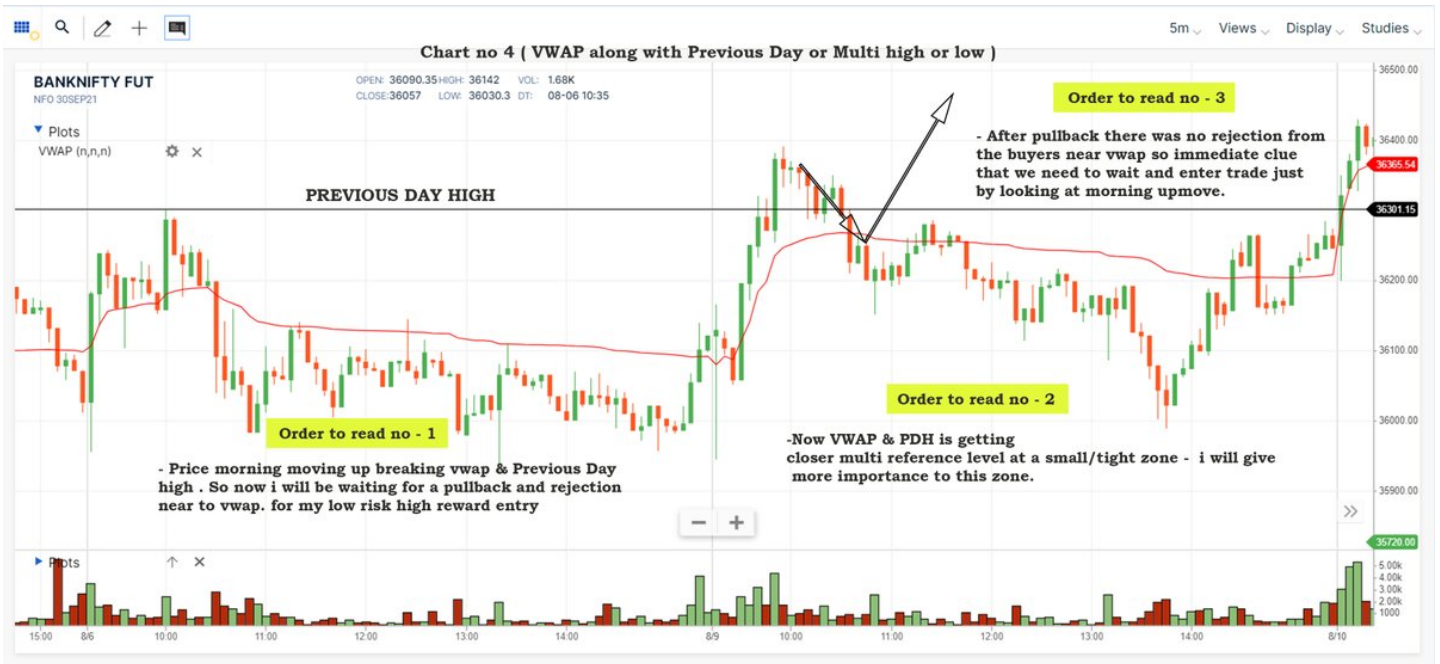 5m Views Display Studies
Chart no 4 ( VWAP along with Previous Day or Multi high or low )
BANKNIFTY FUT
NFO 30SEP21
OPEN: 36090.35 HIGH: 36142 VOL: 1.68K
CLOSE:36057 LOW: 36030.3 DT: 08-06 10:35
Plots
VWAP (n,n,n)
PREVIOUS DAY HIGH
Order to read no - 3
- After pullback there was no rejection from
the buyers near vwap so immediate clue
that we need to wait and enter trade just
by looking at morning upmove.
Order to read no - 1
- Price morning moving up breaking vwap & Previous Day
high . So now i will be waiting for a pullback and rejection
near to vwap. for my low risk high reward entry
Order to read no - 2
-Now VWAP & PDH is getting
closer multi reference level at a small/tight zone - i will give
more importance to this zone.
36500.00
36400.00
36365.54
36301.15
36200.00
36100.00
36000.00
35900.00
35720.00
Plots
5.00k
4.00k
3.00k
2.00k
1000
15:00 8/6 10:00 11:00 12:00 13:00 14:00 8/9 10:00 11:00 12:00 13:00 14:00 8/10